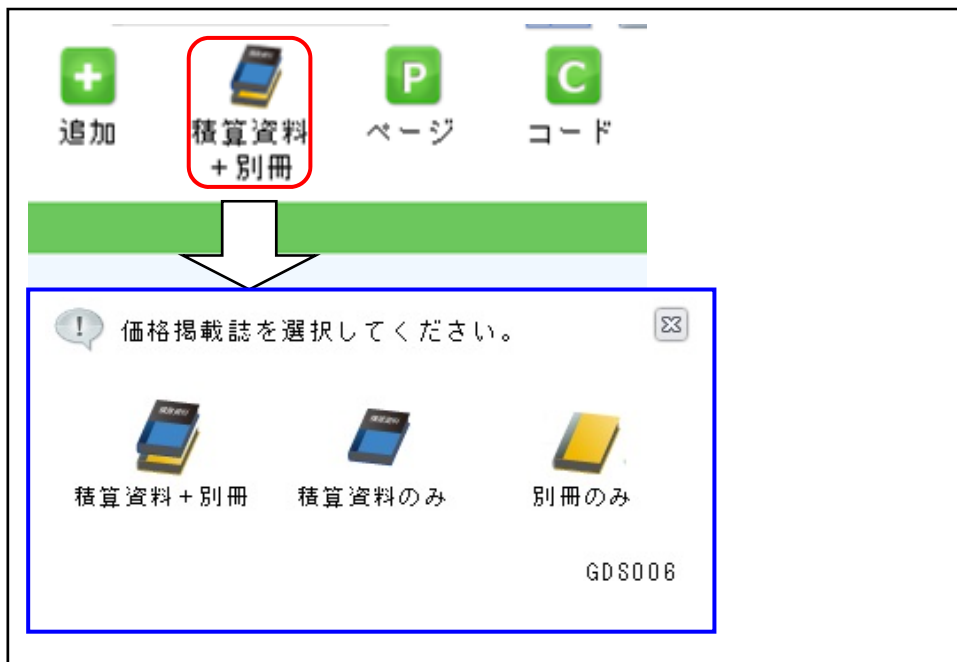 追加
積算資料
+別冊
P
ページ
C
コード
価格掲載誌を選択してください。
積算資料+別冊
積算資料のみ
別冊のみ
GDS006